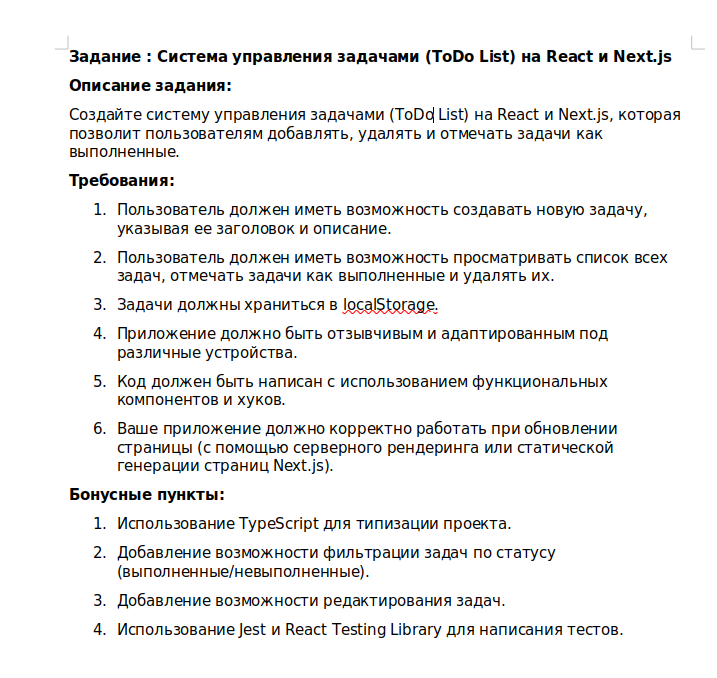 Задание : Система управления задачами (ToDo List) на React и Next.js
Описание задания:
Создайте систему управления задачами (ToDo List) на React и Next.js, которая
позволит пользователям добавлять, удалять и отмечать задачи как
выполненные.
Требования:
1. Пользователь должен иметь возможность создавать новую задачу,
указывая ее заголовок и описание.
2. Пользователь должен иметь возможность просматривать список всех
задач, отмечать задачи как выполненные и удалять их.
3. Задачи должны храниться в localStorage.
4. Приложение должно быть отзывчивым и адаптированным под
различные устройства.
5. Код должен быть написан с использованием функциональных
компонентов и хуков.
6. Ваше приложение должно корректно работать при обновлении
страницы (с помощью серверного рендеринга или статической
генерации страниц Next.js).
Бонусные пункты:
1. Использование TypeScript для типизации проекта.
2. Добавление возможности фильтрации задач по статусу
(выполненные/невыполненные).
3. Добавление возможности редактирования задач.
4. Использование Jest и React Testing Library для написания тестов.